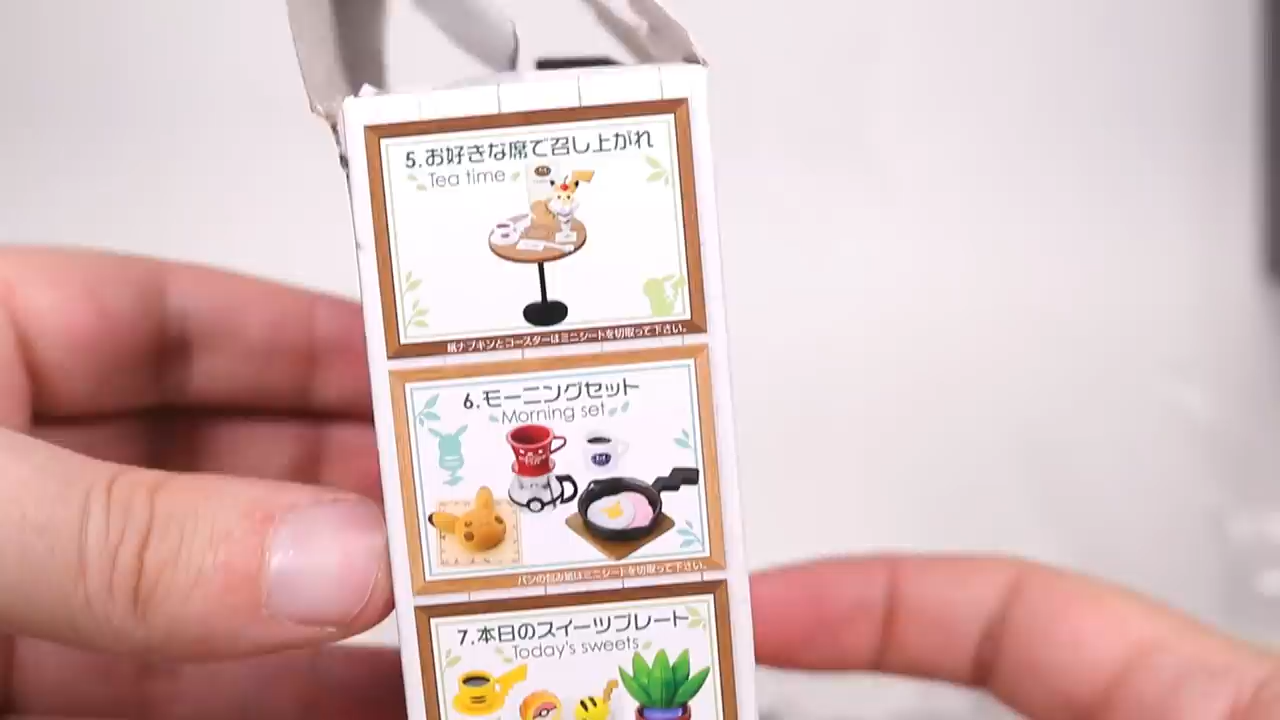 5.お好きな席で召し上がれ
Tea time
紙ナプキンとコースターはミニシートを切取って下さい。
6.モーニングセット
Morning set
パンの包み紙はミニシートを切取って下さい。
7.本日のスイーツプレート
Today's sweets